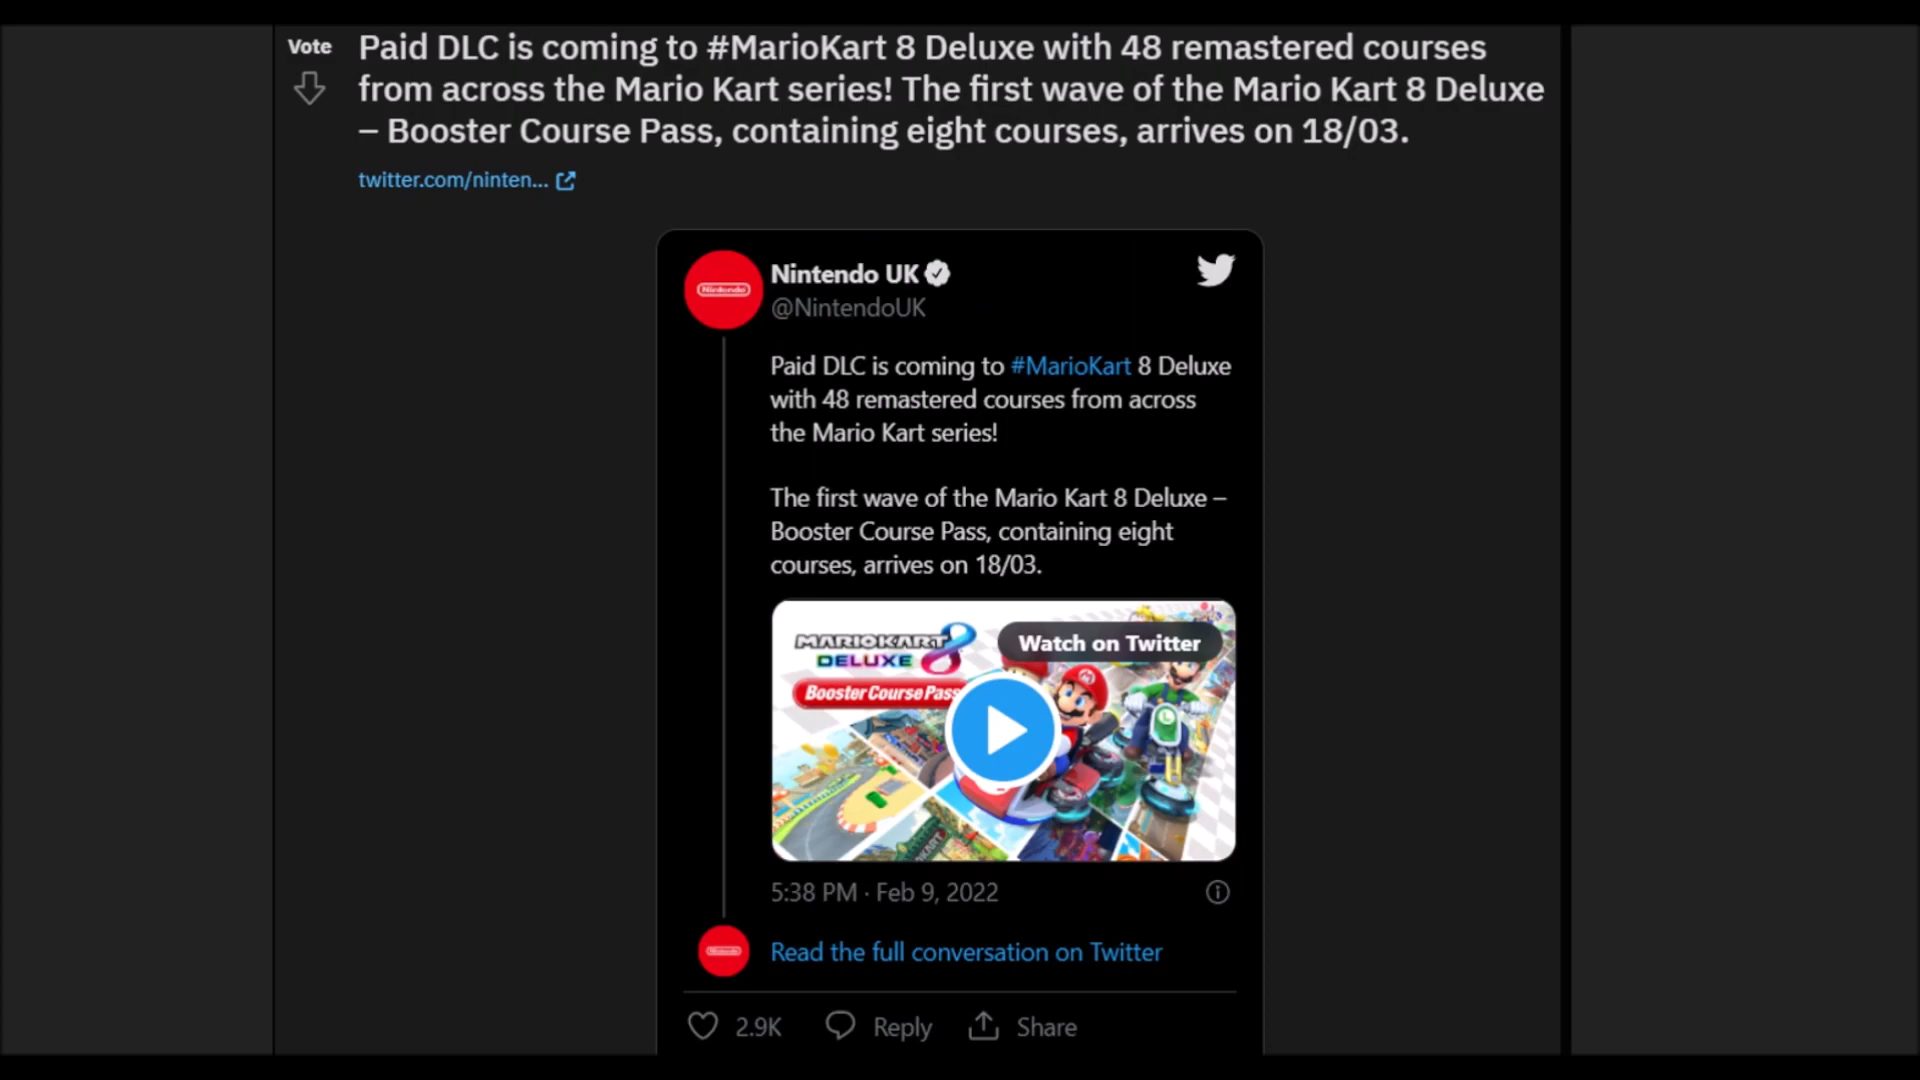 Vote
Paid DLC is coming to #MarioKart 8 Deluxe with 48 remastered courses
from across the Mario Kart series! The first wave of the Mario Kart 8 Deluxe
– Booster Course Pass, containing eight courses, arrives on 18/03.
twitter.com/ninten...
Nintendo
Nintendo UK
@NintendoUK
Paid DLC is coming to #MarioKart 8 Deluxe
with 48 remastered courses from across
the Mario Kart series!
The first wave of the Mario Kart 8 Deluxe –
Booster Course Pass, containing eight
courses, arrives on 18/03.
MARIOKART 8
DELUXE
Watch on Twitter
Booster Course Pass
5:38 PM · Feb 9, 2022
Nintendo
Read the full conversation on Twitter
2.9K
Reply
Share